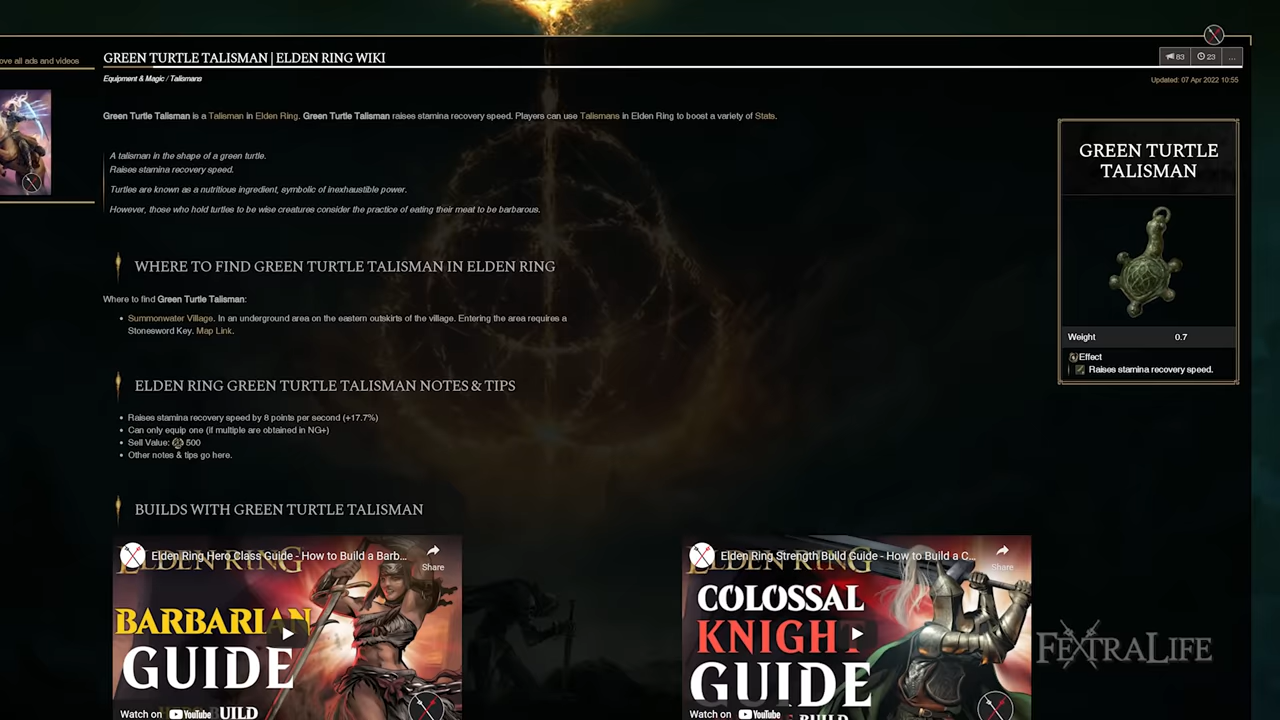 ove all ads and videos
GREEN TURTLE TALISMAN | ELDEN RING WIKI
83 23 ...
Equipment & Magic / Talismans
Updated: 07 Apr 2022 10:55
Green Turtle Talisman is a Talisman in Elden Ring. Green Turtle Talisman raises stamina recovery speed. Players can use Talismans in Elden Ring to boost a variety of Stats.
A talisman in the shape of a green turtle.
Raises stamina recovery speed.
Turtles are known as a nutritious ingredient, symbolic of inexhaustible power.
However, those who hold turtles to be wise creatures consider the practice of eating their meat to be barbarous.
GREEN TURTLE
TALISMAN
Weight 0.7
Effect
Raises stamina recovery speed.
WHERE TO FIND GREEN TURTLE TALISMAN IN ELDEN RING
Where to find Green Turtle Talisman:
• Summonwater Village. In an underground area on the eastern outskirts of the village. Entering the area requires a
Stonesword Key. Map Link.
ELDEN RING GREEN TURTLE TALISMAN NOTES & TIPS
• Raises stamina recovery speed by 8 points per second (+17.7%)
• Can only equip one (if multiple are obtained in NG+)
• Sell Value: 500
• Other notes & tips go here.
BUILDS WITH GREEN TURTLE TALISMAN
Elden Ring Hero Class Guide - How to Build a Barb...
Share
ELDEN RING
BARBARIAN
GUIDE
Watch on YouTube
BUILD
Elden Ring Strength Build Guide - How to Build a C...
Share
ELDEN RING
COLOSSAL
KNIGHT
GUIDE
Watch on YouTube
BUILD
FEXTRALIFE